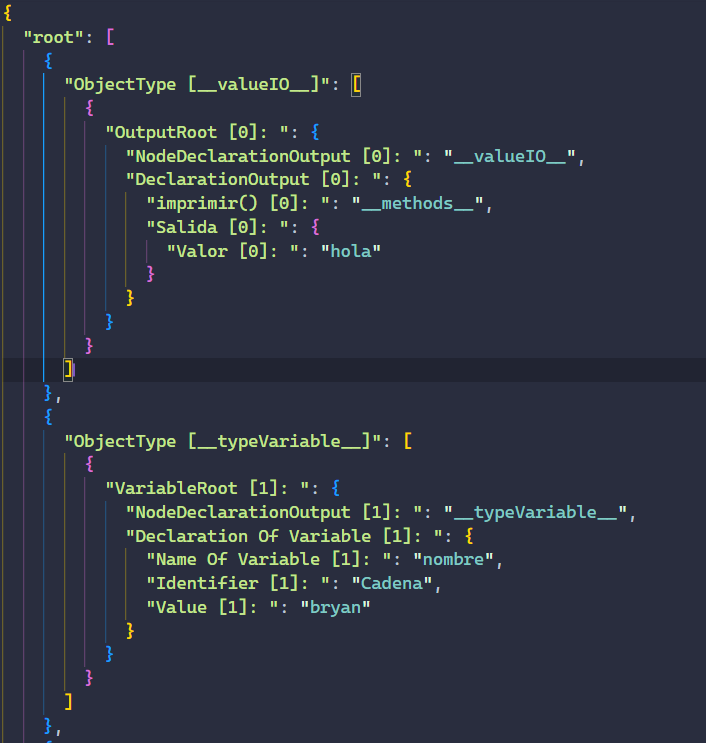 {
"root": [
{
"ObjectType [__valueIO__]": [
{
"OutputRoot [0]: ": {
"NodeDeclarationOutput [0]: ": "__valueIO__",
"DeclarationOutput [0]: ": {
"imprimir() [0]: ": "__methods__",
"Salida [0]: ": {
"Valor [0]: ": "hola"
}
}
}
}
]
},
{
"ObjectType [__typeVariable__]": [
{
"VariableRoot [1]: ": {
"NodeDeclarationOutput [1]: ": "__typeVariable__",
"Declaration Of Variable [1]: ": {
"Name Of Variable [1]: ": "nombre",
"Identifier [1]: ": "Cadena",
"Value [1]: ": "bryan"
}
}
}
]
},